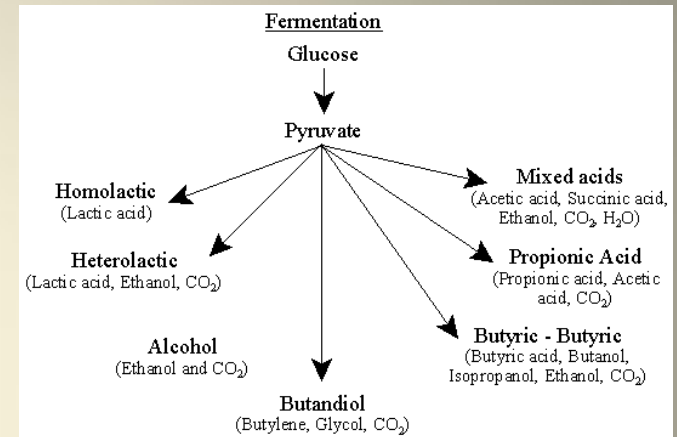 Fermentation
Glucose
Pyruvate
Homolactic
(Lactic acid)
Heterolactic
(Lactic acid, Ethanol, CO₂)
Alcohol
(Ethanol and CO₂)
Butandiol
(Butylene, Glycol, CO₂)
Butyric - Butyric
(Butyric acid, Butanol,
Isopropanol, Ethanol, CO₂)
Propionic Acid
(Propionic acid, Acetic
acid, CO₂)
Mixed acids
(Acetic acid, Succinic acid,
Ethanol, CO₂, H₂O)